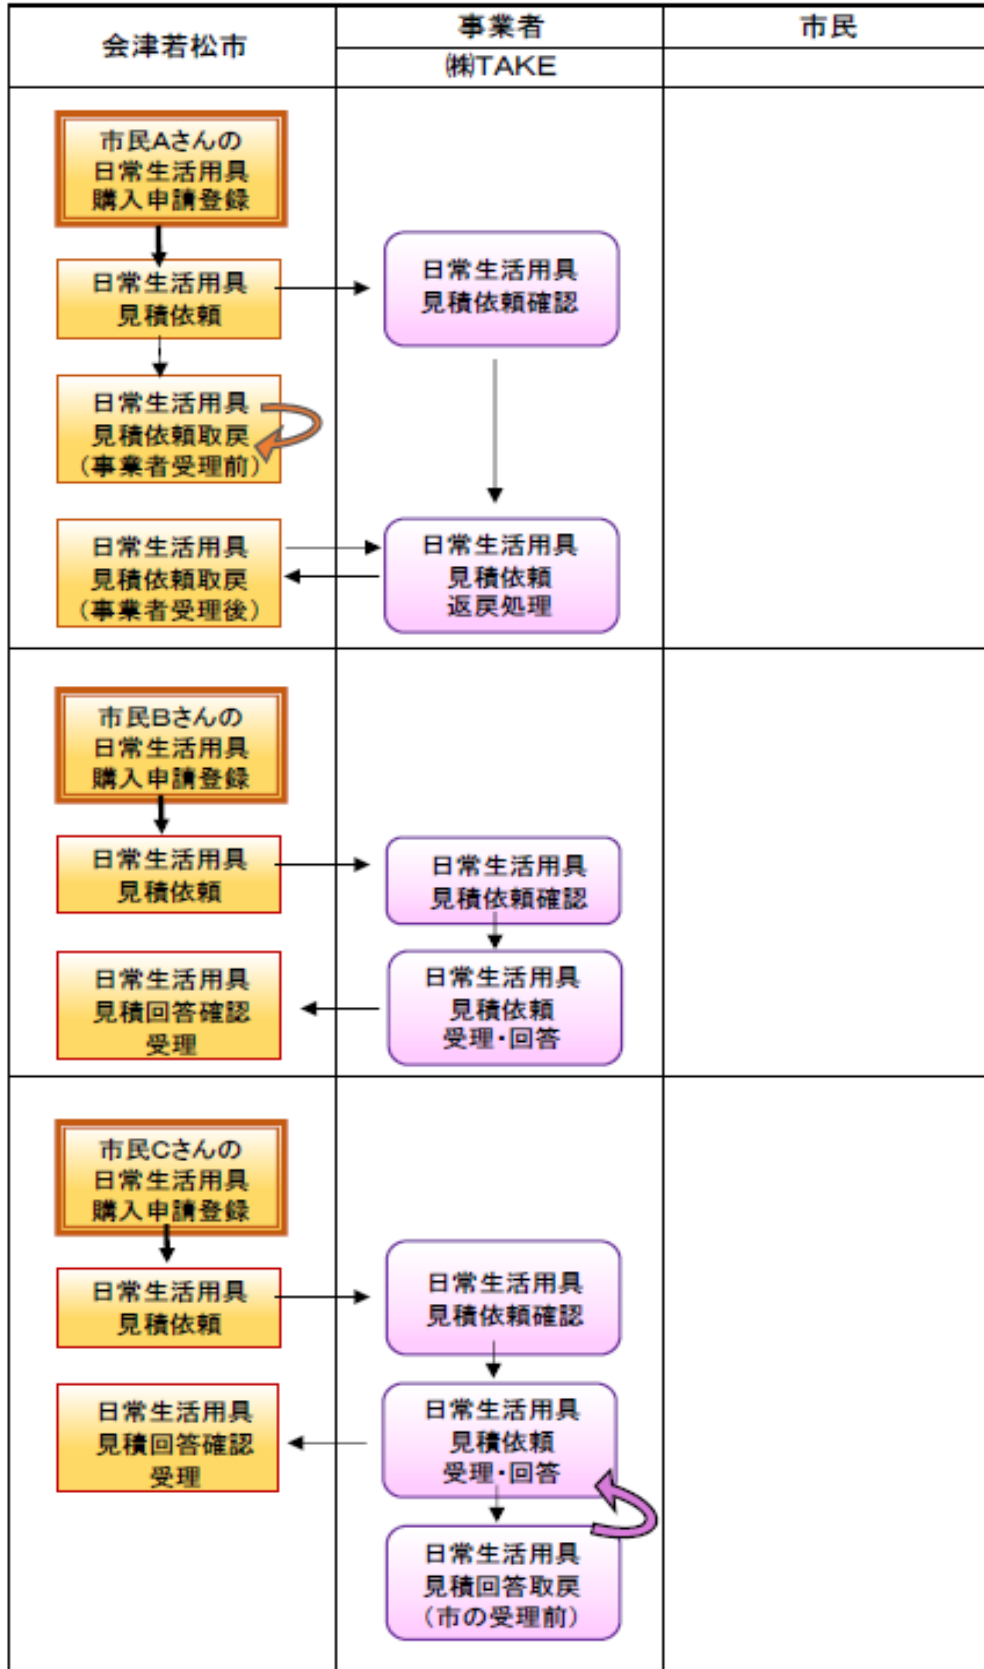 会津若松市
事業者
市民
㈱TAKE
市民Aさんの
日常生活用具
購入申請登録
日常生活用具
見積依頼
日常生活用具
見積依頼確認
日常生活用具
見積依頼取戻
(事業者受理前)
日常生活用具
見積依頼取戻
(事業者受理後)
日常生活用具
見積依頼
返戻処理
市民Bさんの
日常生活用具
購入申請登録
日常生活用具
見積依頼
日常生活用具
見積依頼確認
日常生活用具
見積回答確認
受理
日常生活用具
見積依頼
受理・回答
市民Cさんの
日常生活用具
購入申請登録
日常生活用具
見積依頼
日常生活用具
見積依頼確認
日常生活用具
見積回答確認
受理
日常生活用具
見積依頼
受理・回答
日常生活用具
見積回答取戻
(市の受理前)